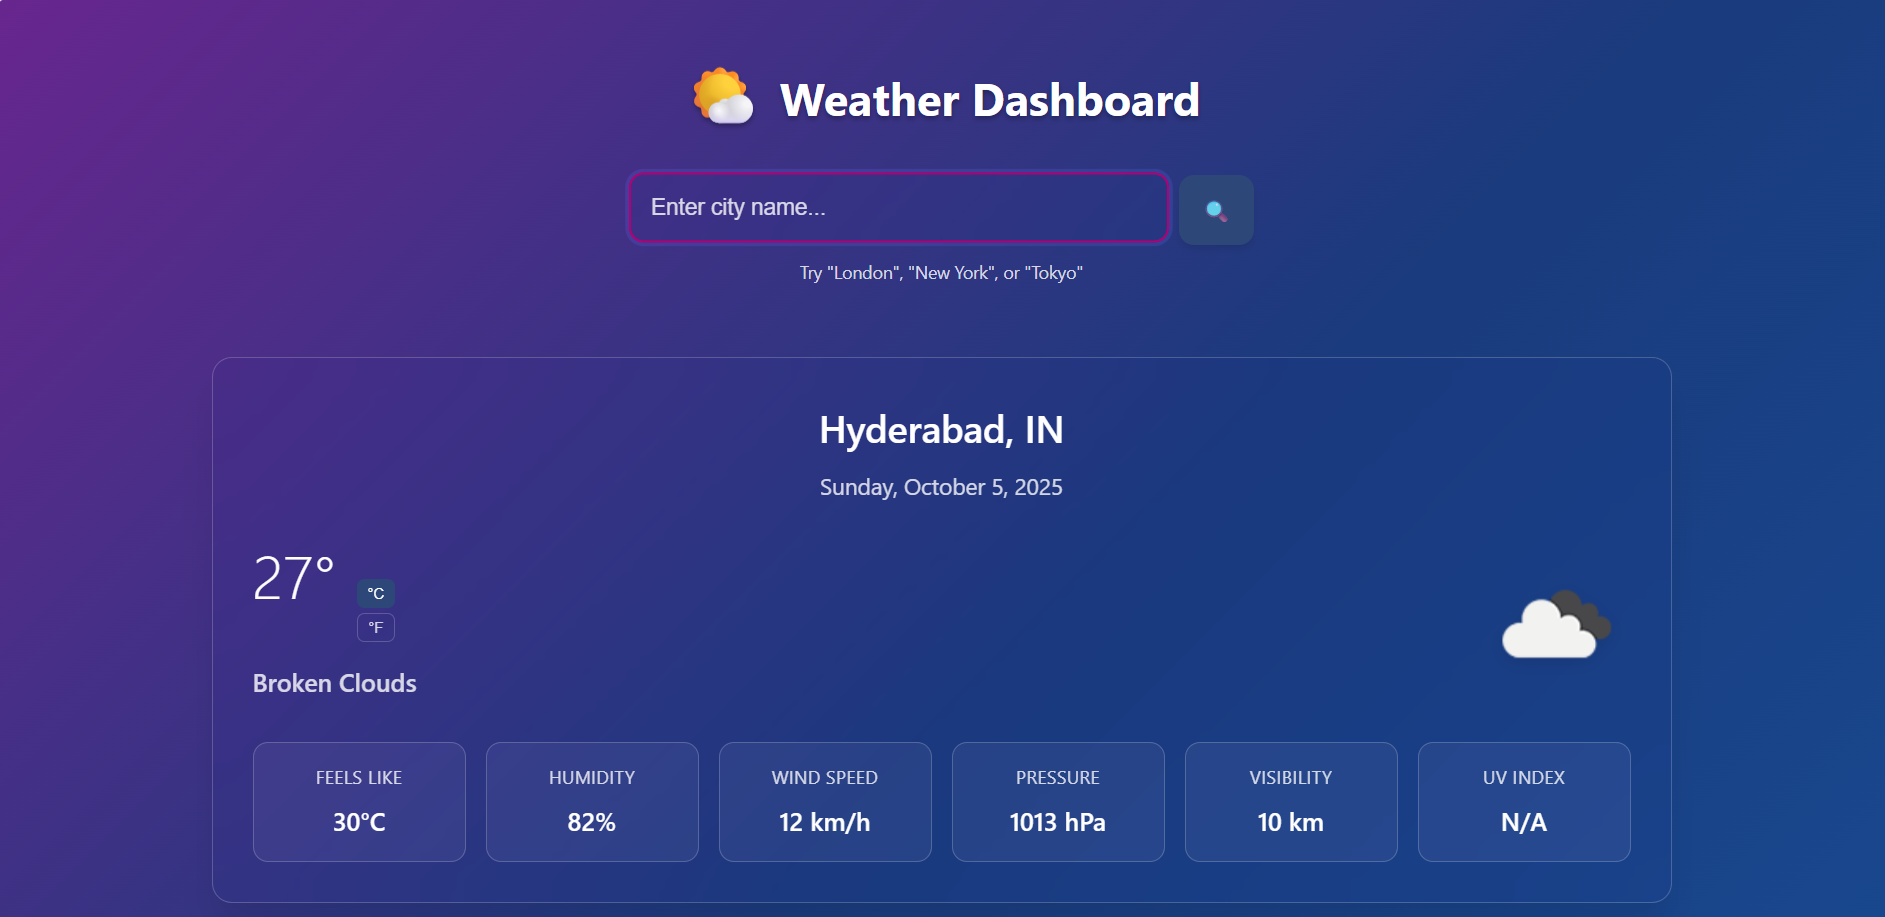 Weather Dashboard
Enter city name...
Try "London", "New York", or "Tokyo"
Hyderabad, IN
Sunday, October 5, 2025
27°
°C
°F
Broken Clouds
FEELS LIKE
30°C
HUMIDITY
82%
WIND SPEED
12 km/h
PRESSURE
1013 hPa
VISIBILITY
10 km
UV INDEX
N/A